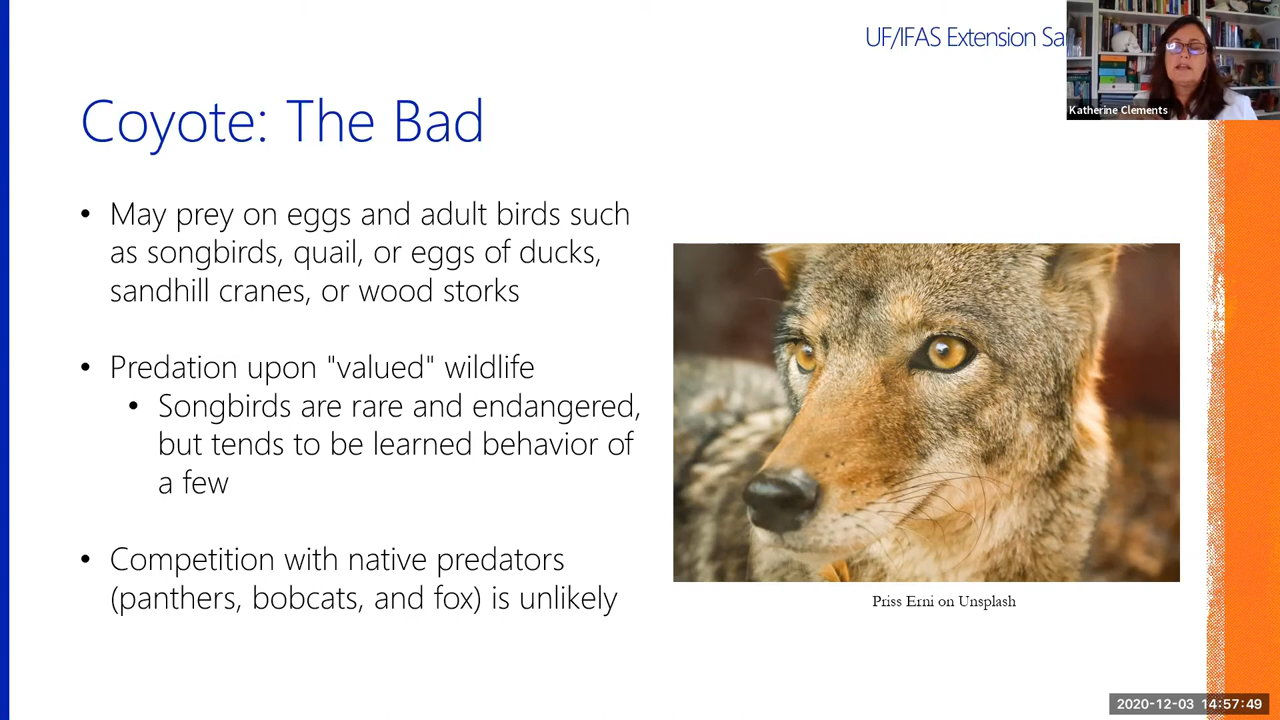 UF/IFAS Extension
Katherine Clements
Coyote: The Bad
• May prey on eggs and adult birds such
as songbirds, quail, or eggs of ducks,
sandhill cranes, or wood storks
• Predation upon "valued" wildlife
• Songbirds are rare and endangered,
but tends to be learned behavior of
a few
• Competition with native predators
(panthers, bobcats, and fox) is unlikely
Priss Erni on Unsplash
2020-12-03 14:57:49